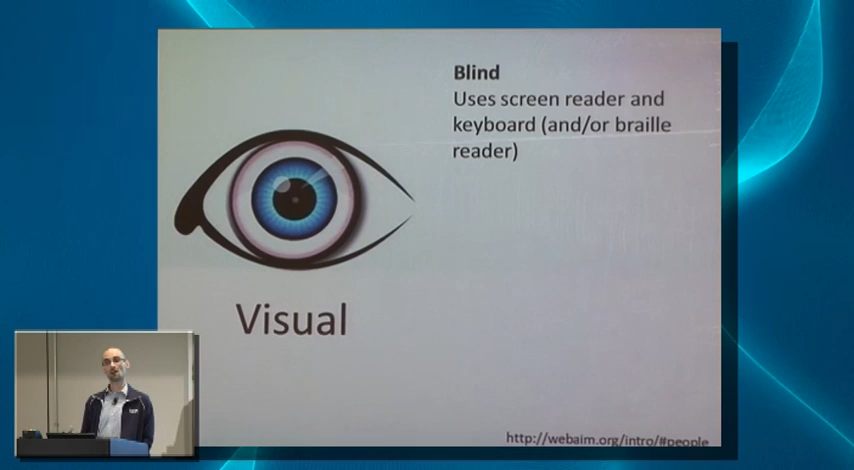 Blind
Uses screen reader and
keyboard (and/or braille
reader)
Visual
http://webaim.org/intro/#people